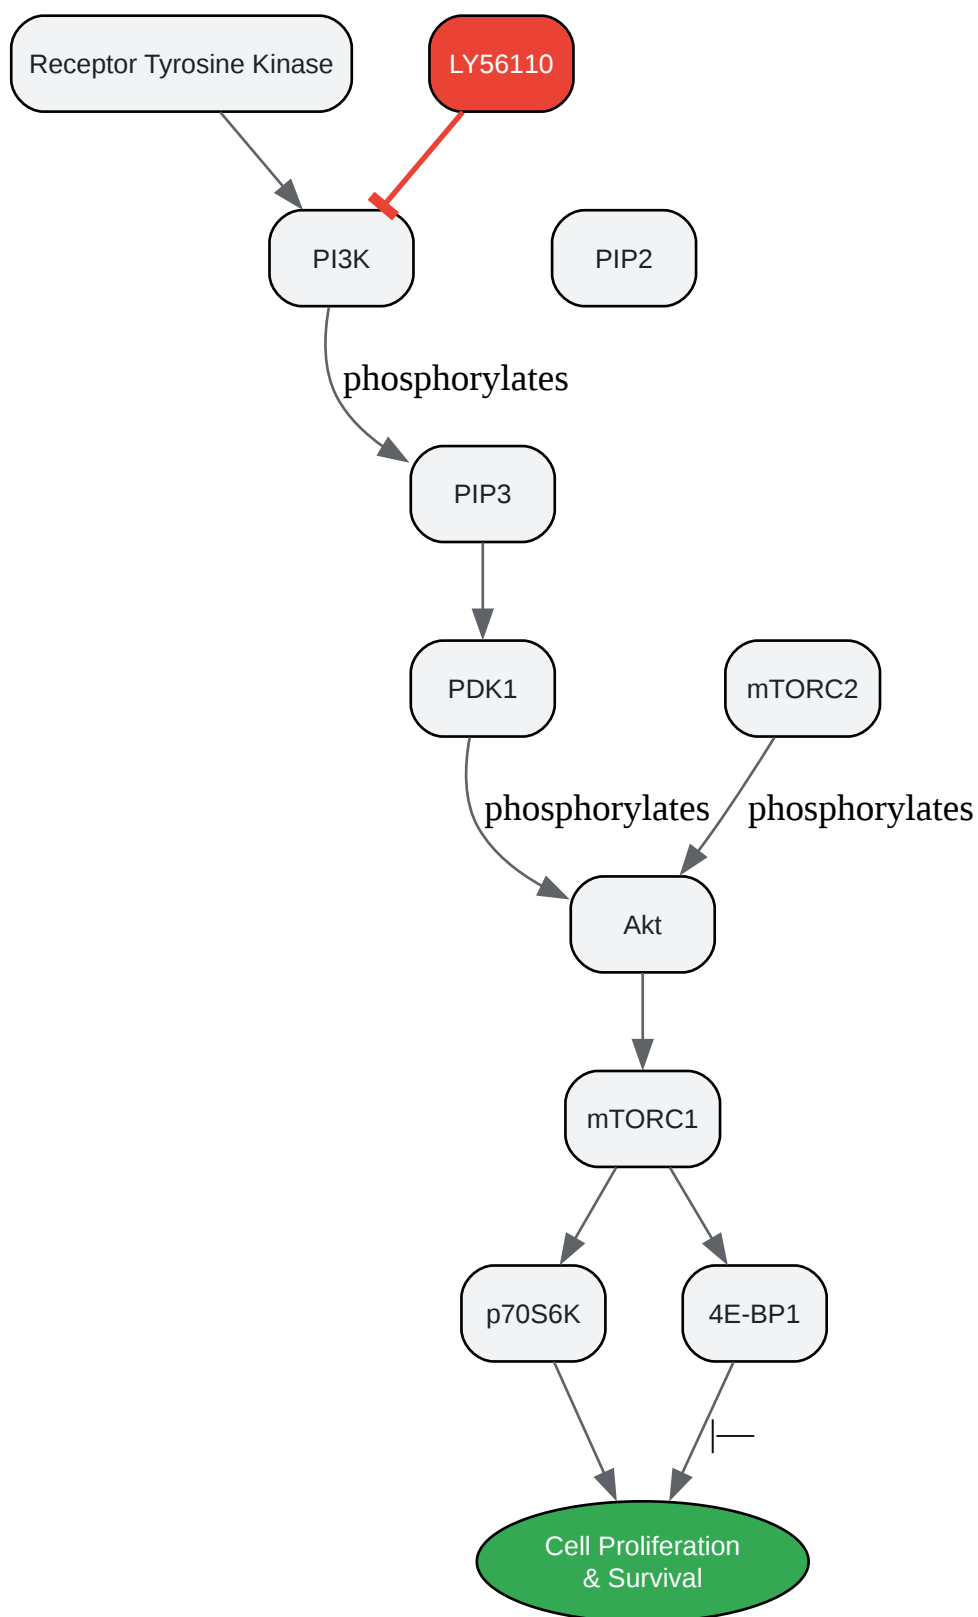 Receptor Tyrosine Kinase
LY56110
PI3K
PIP2
phosphorylates
PIP3
PDK1
mTORC2
phosphorylates
phosphorylates
Akt
mTORC1
p70S6K
4E-BP1
|—
Cell Proliferation
& Survival